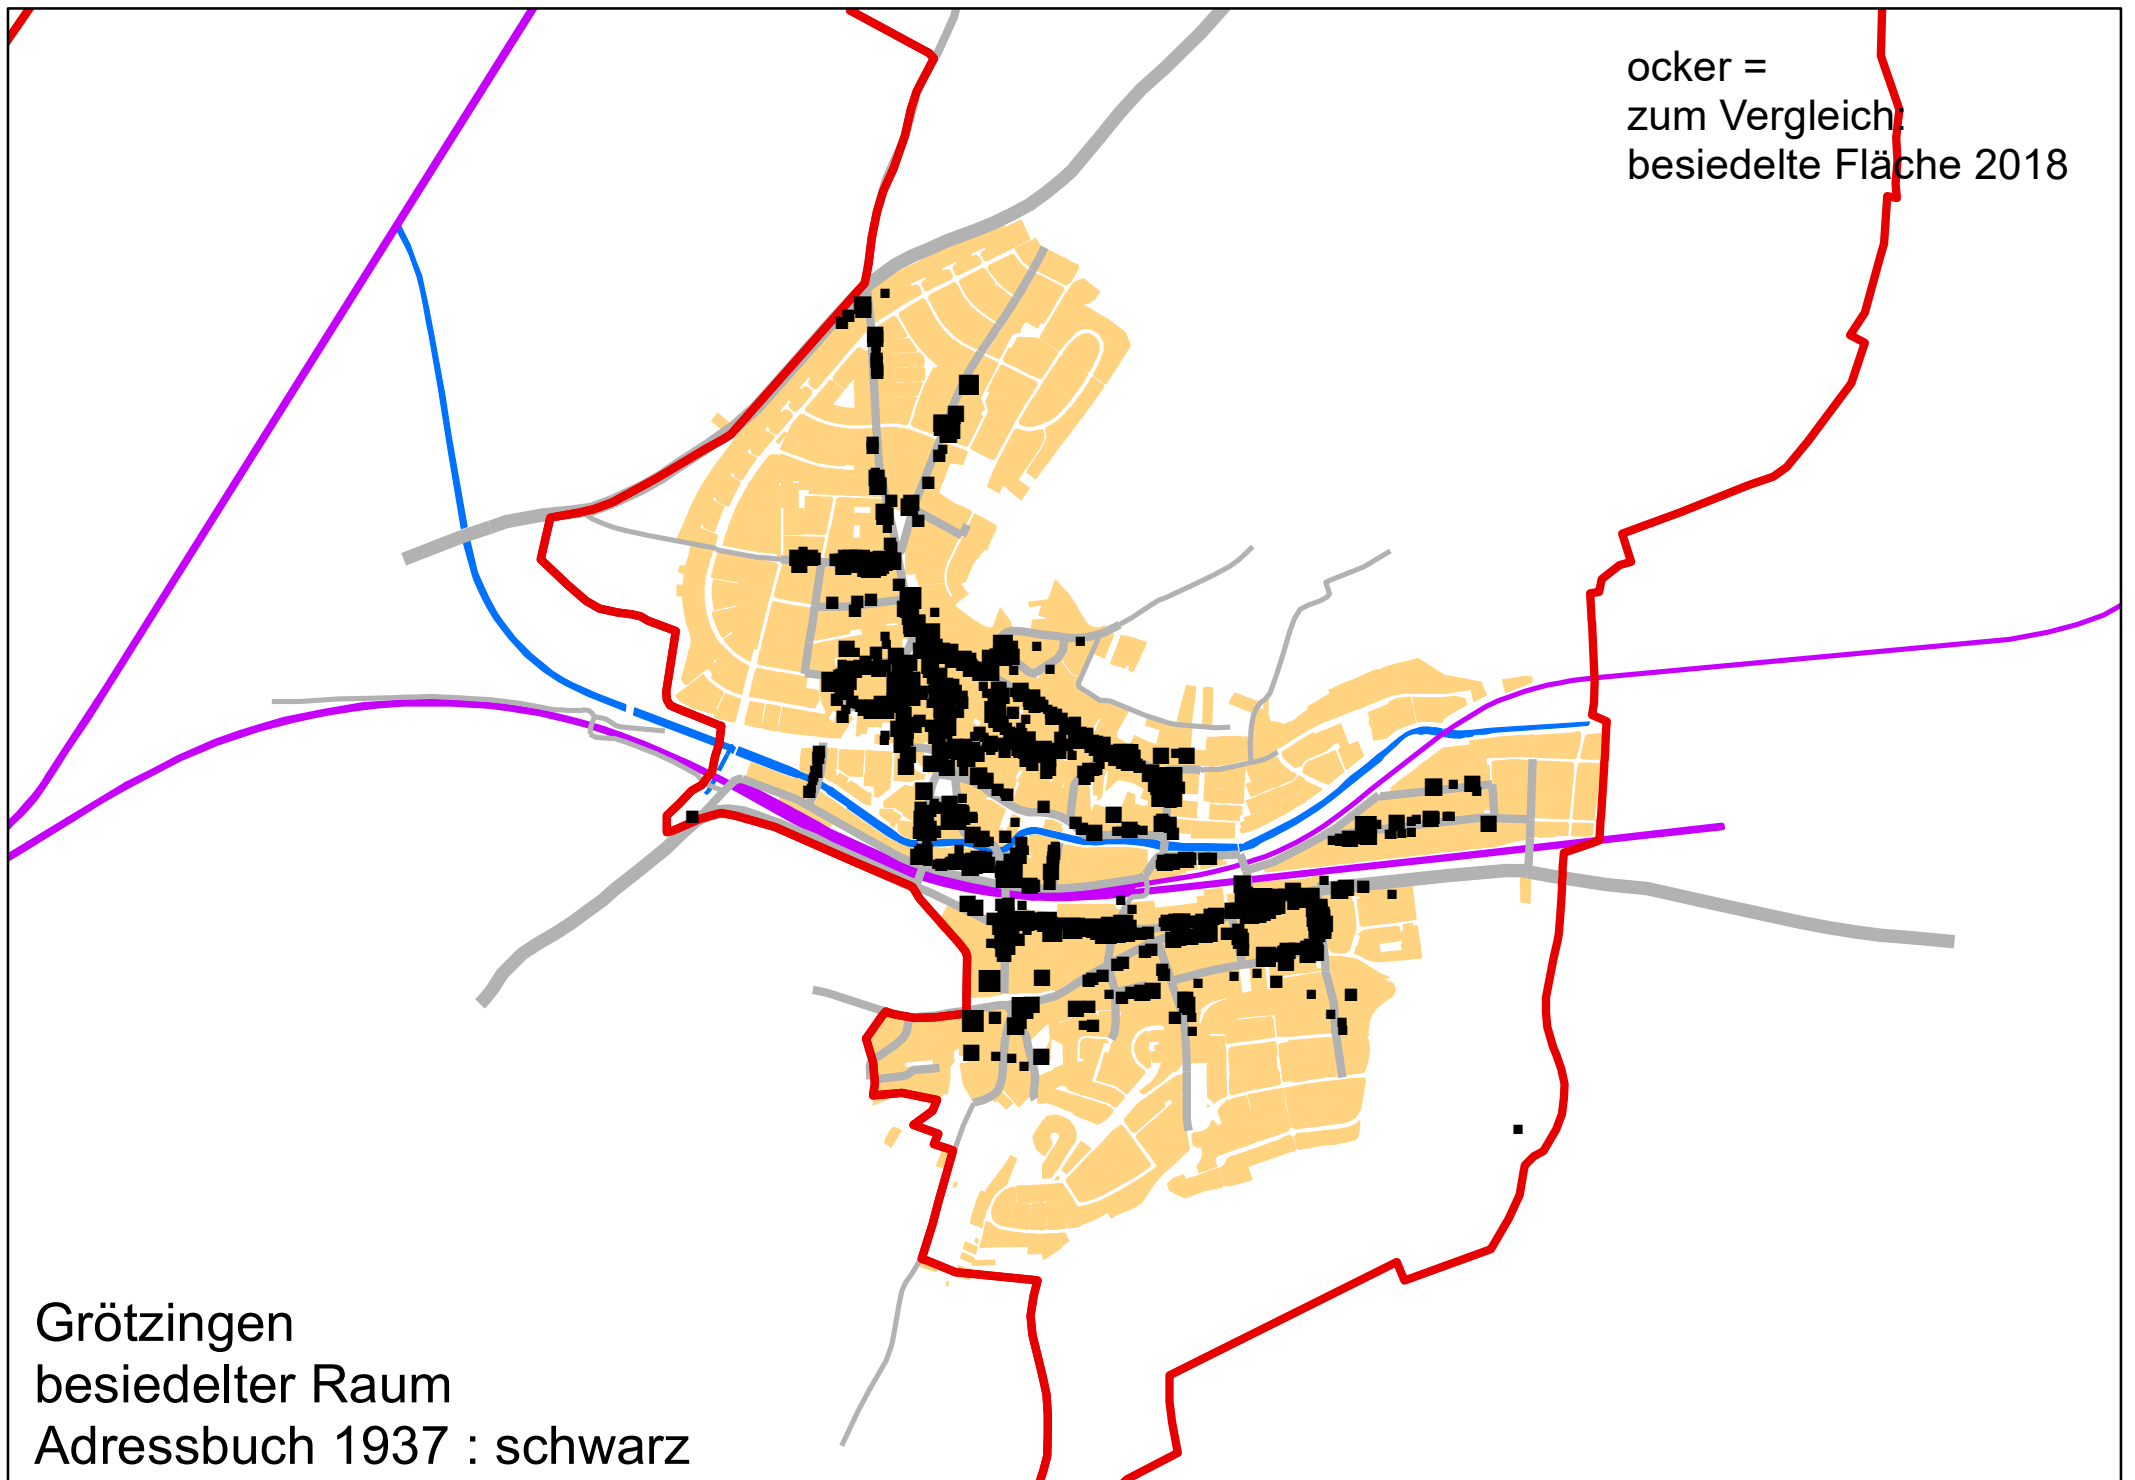 ocker =
zum Vergleich:
besiedelte Fläche 2018
Grötzingen
besiedelter Raum
Adressbuch 1937 : schwarz